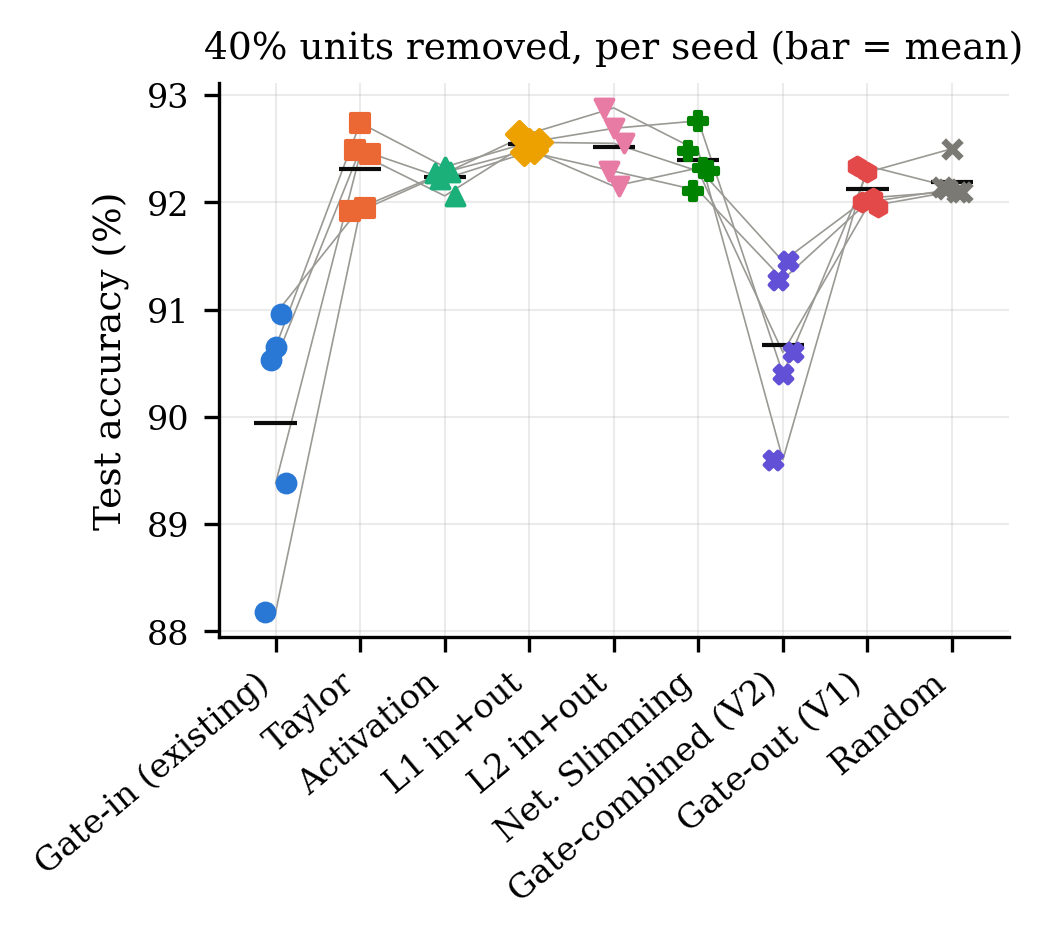 40% units removed, per seed (bar = mean)
Test accuracy (%)
93
92
91
90
89
88
Gate-in (existing)
Taylor
Activation
L1 in+out
L2 in+out
Net. Slimming
Gate-combined (V2)
Gate-out (V1)
Random